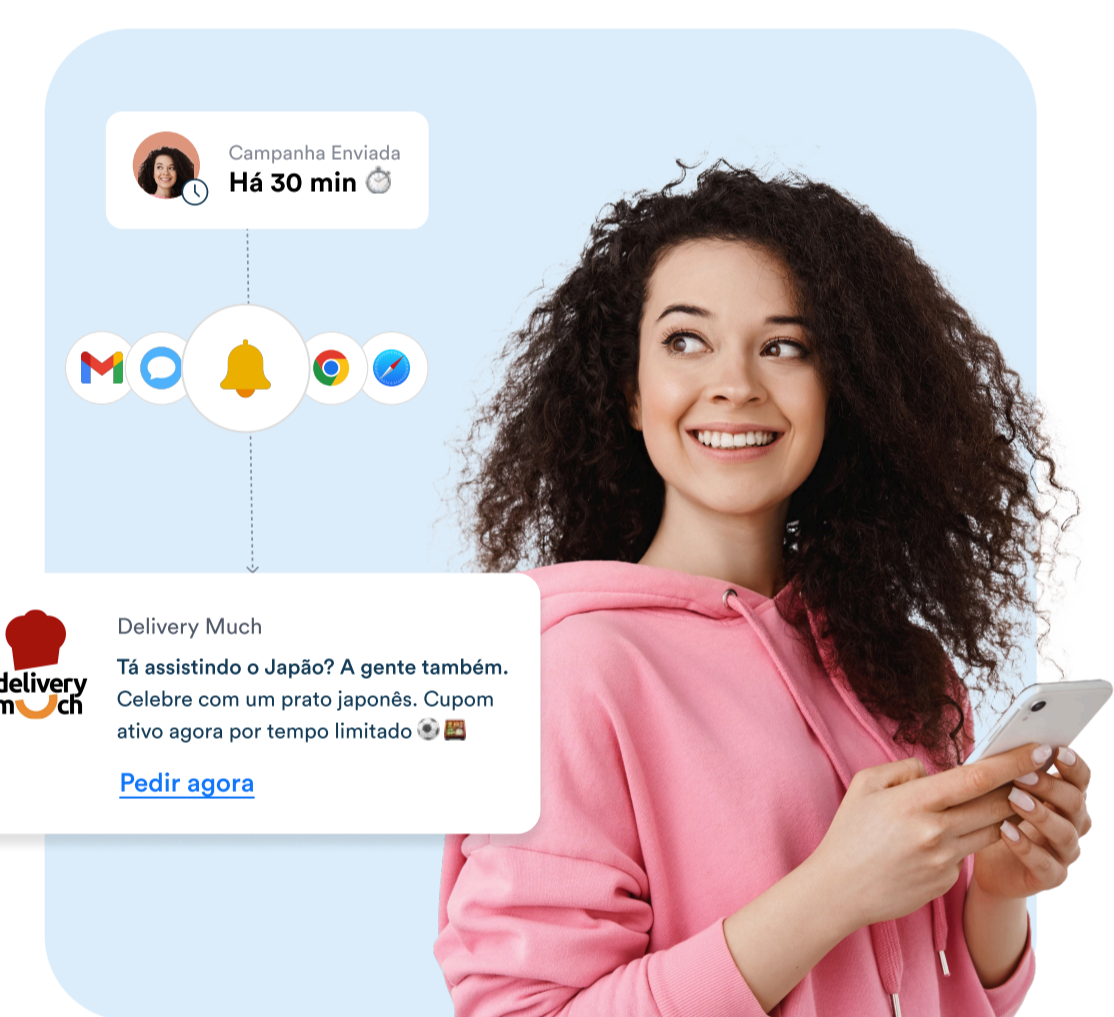 Campanha Enviada
Há 30 min ⏱️
Delivery Much
delivery
much
Tá assistindo o Japão? A gente também.
Celebre com um prato japonês. Cupom
ativo agora por tempo limitado ⚽🍱
Pedir agora